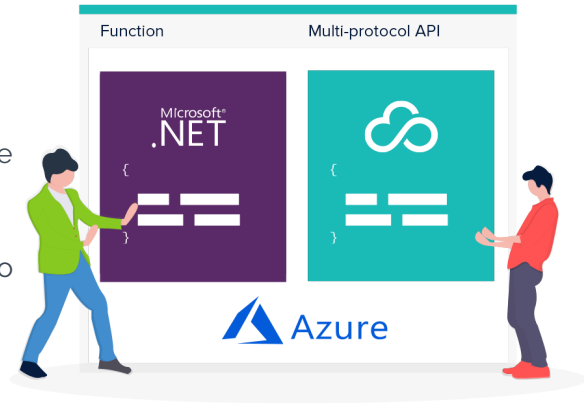 Function
Multi-protocol API
Microsoft®
.NET
{
}
{
}
Azure
e
o